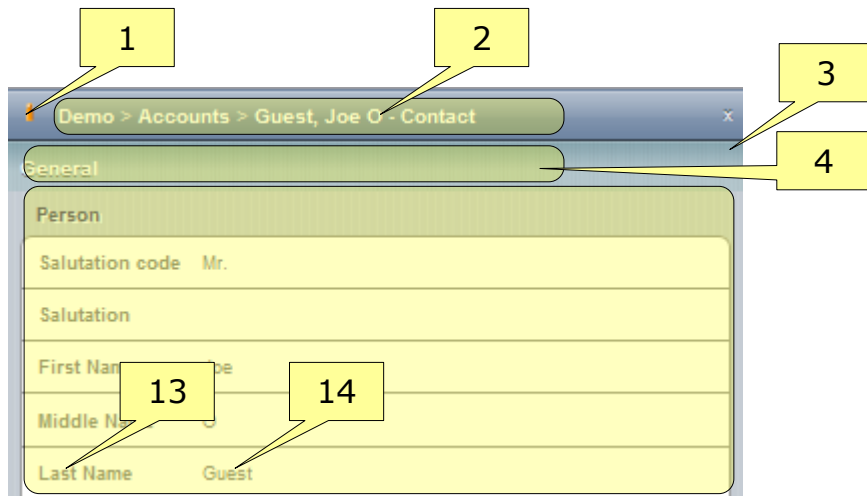 1
2
3
Demo > Accounts > Guest, Joe O - Contact
x
General
4
Person
Salutation code Mr.
Salutation
First Nam oe
13
14
Middle Na e O
Last Name Guest